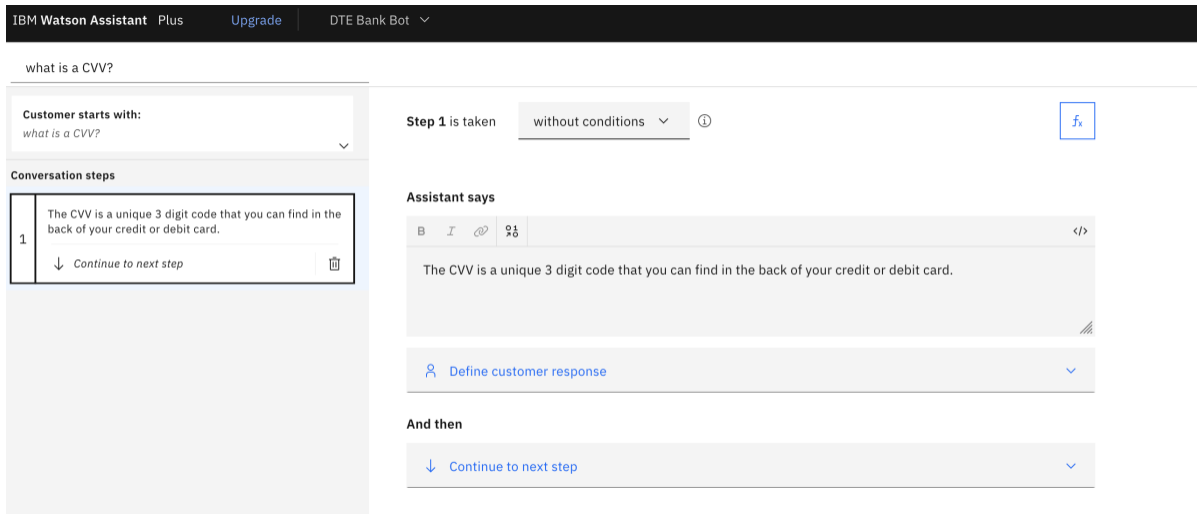 IBM Watson Assistant Plus Upgrade DTE Bank Bot
what is a CVV?
Customer starts with:
what is a CVV?
Conversation steps
1
The CVV is a unique 3 digit code that you can find in the
back of your credit or debit card.
Continue to next step
Step 1 is taken without conditions
fx
Assistant says
B I
The CVV is a unique 3 digit code that you can find in the back of your credit or debit card.
Define customer response
And then
Continue to next step